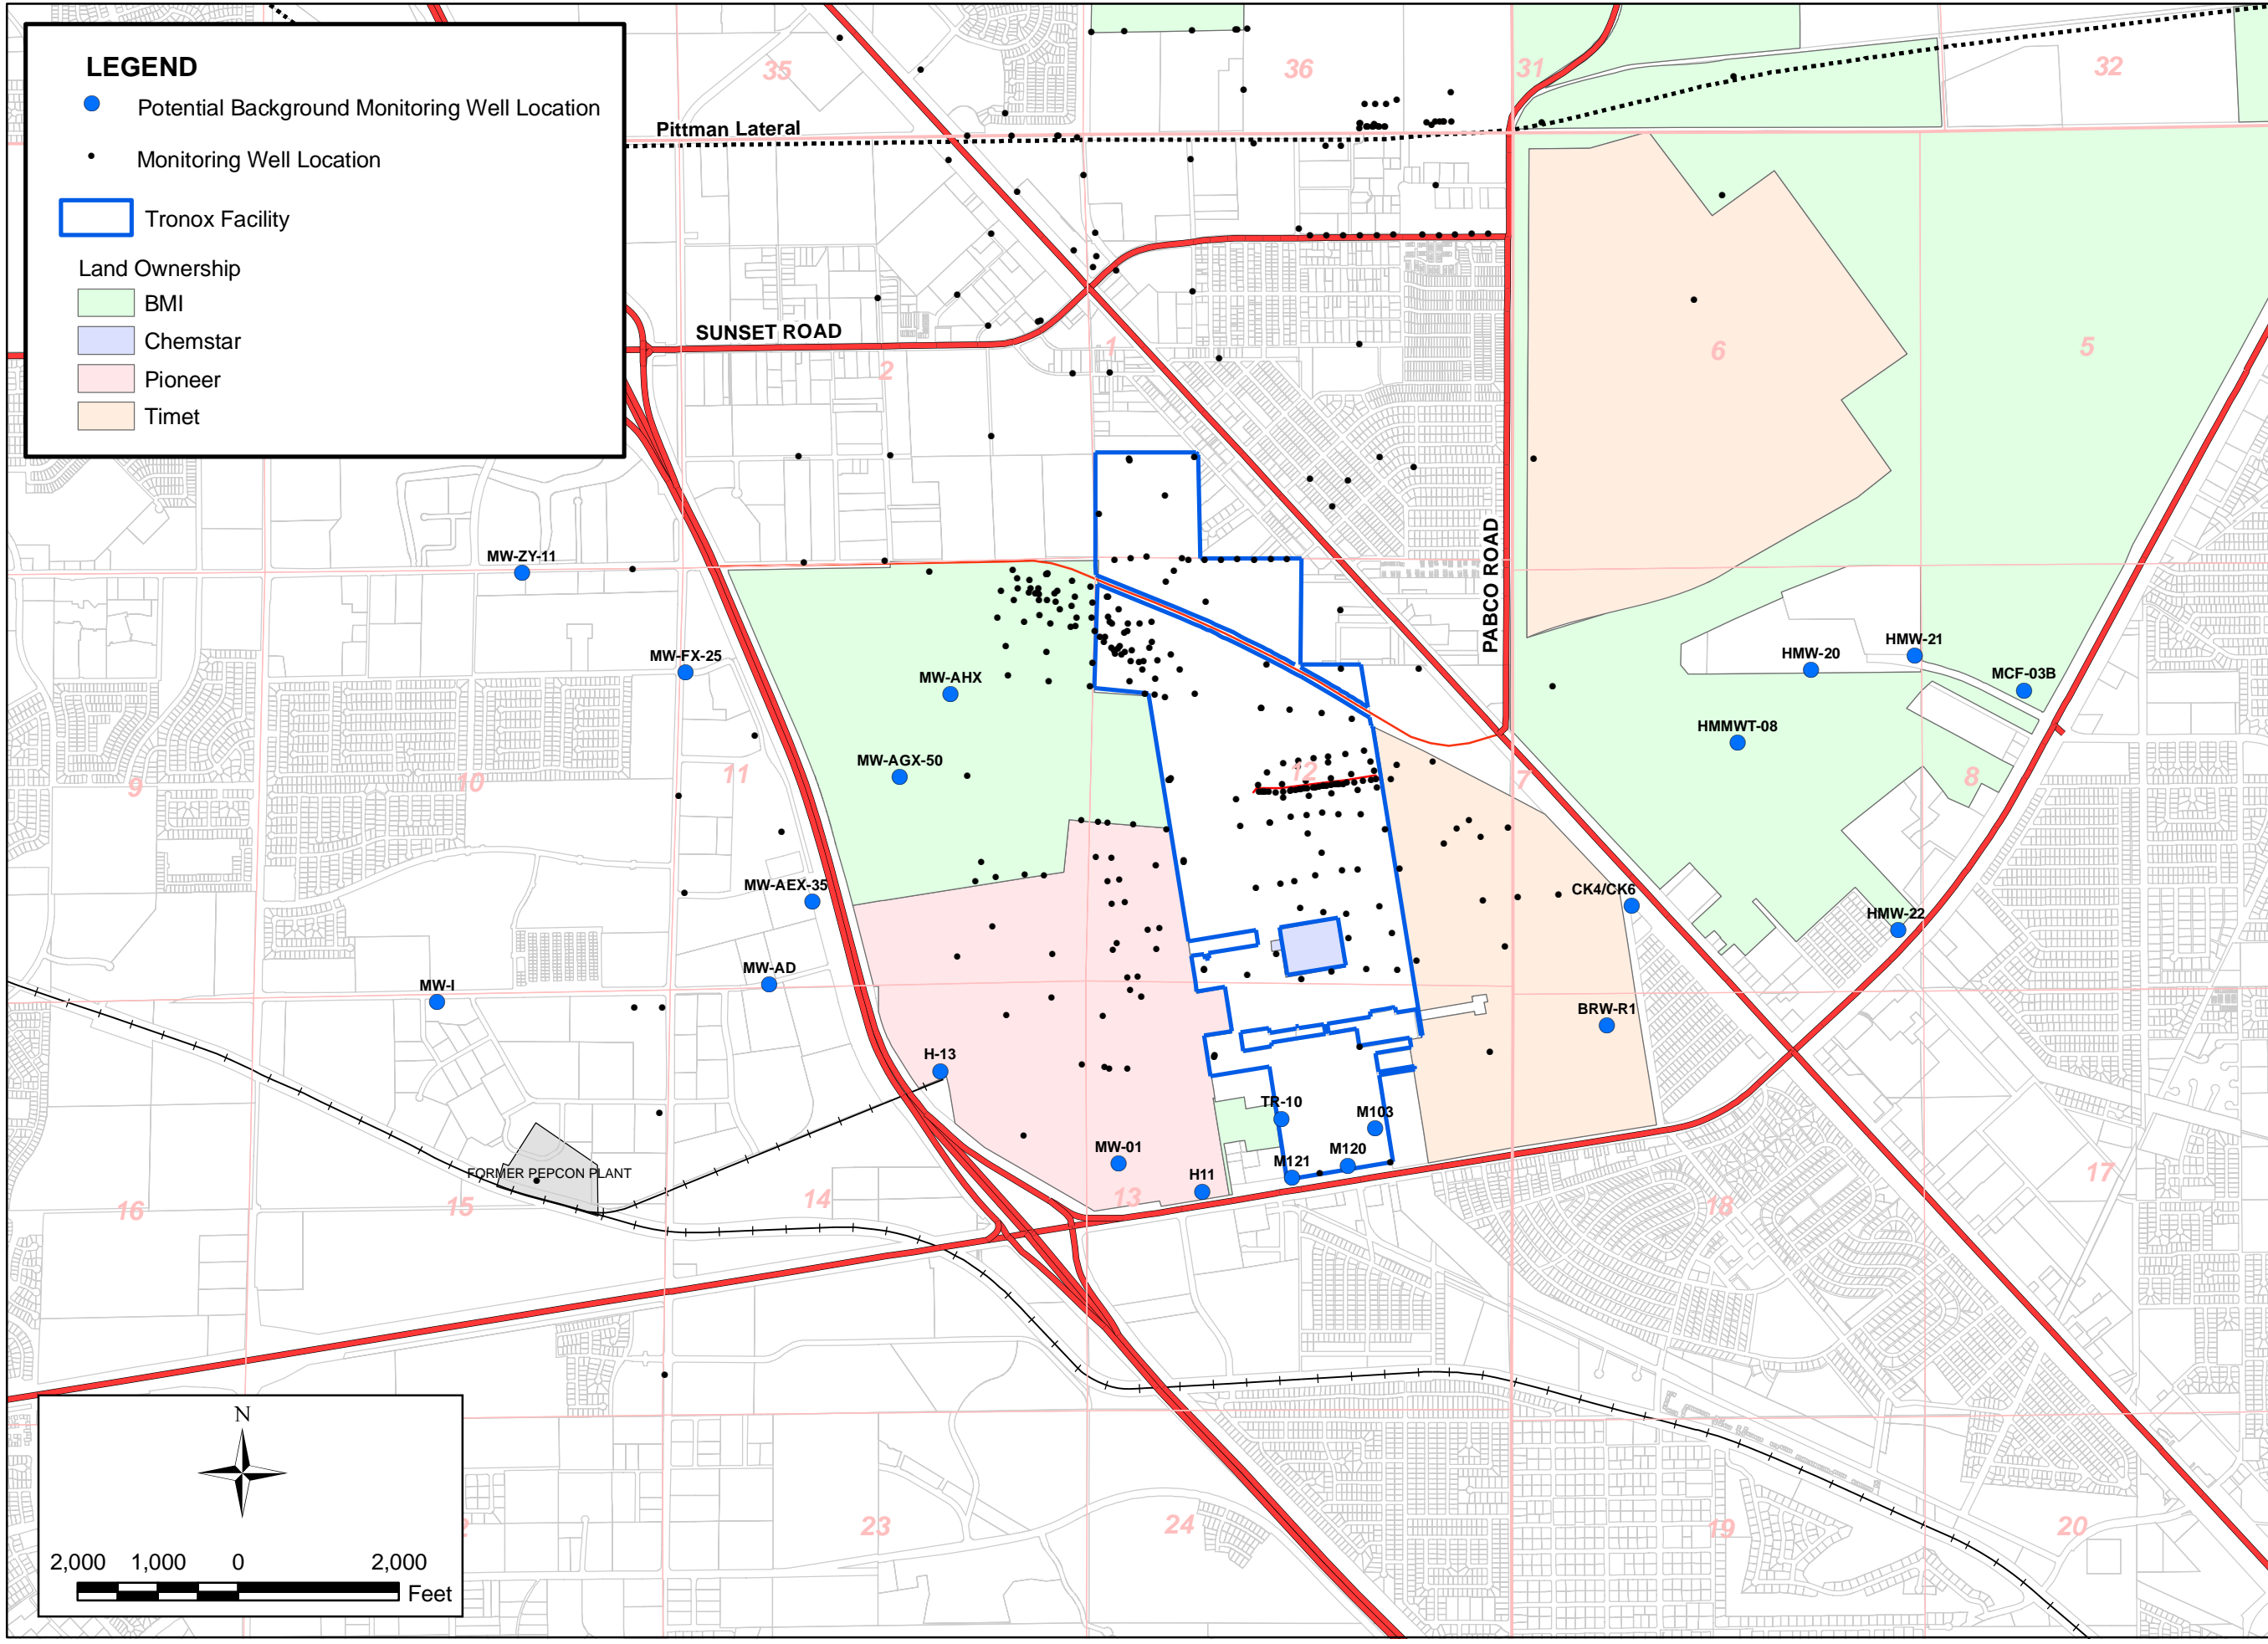 LEGEND
Potential Background Monitoring Well Location
Monitoring Well Location
Tronox Facility
Land Ownership
BMI
Chemstar
Pioneer
Timet
35
36
31
32
Pittman Lateral
SUNSET ROAD
2
1
6
5
PABCO ROAD
MW-ZY-11
MW-FX-25
MW-AHX
HMW-21
HMW-20
MCF-03B
HMMWT-08
MW-AGX-50
9
10
11
12
7
8
MW-AEX-35
CK4/CK6
HMW-22
MW-AD
MW-I
BRW-R1
H-13
TR-10
M103
MW-01
M120
M121
H11
FORMER PEPCON PLANT
16
15
14
13
18
17
N
2,000 1,000 0 2,000
Feet
23
24
19
20